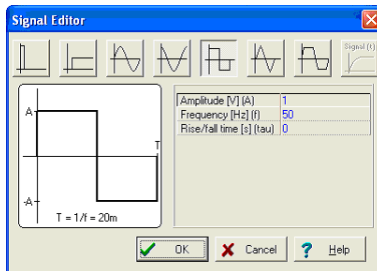 Signal Editor
Signal (t)
A
T
-A
T = 1/f = 20m
Amplitude [V] (A) 1
Frequency [Hz] (f) 50
Rise/fall time [s] (tau) 0
OK
Cancel
Help